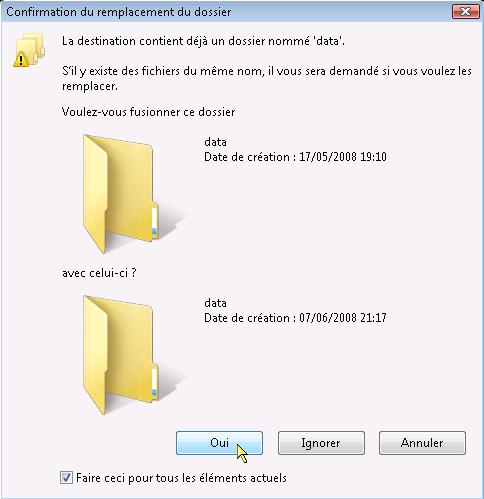 Confirmation du remplacement du dossier
La destination contient déjà un dossier nommé 'data'.
S'il y existe des fichiers du même nom, il vous sera demandé si vous voulez les
remplacer.
Voulez-vous fusionner ce dossier
data
Date de création : 17/05/2008 19:10
avec celui-ci ?
data
Date de création : 07/06/2008 21:17
Oui
Ignorer
Annuler
Faire ceci pour tous les éléments actuels